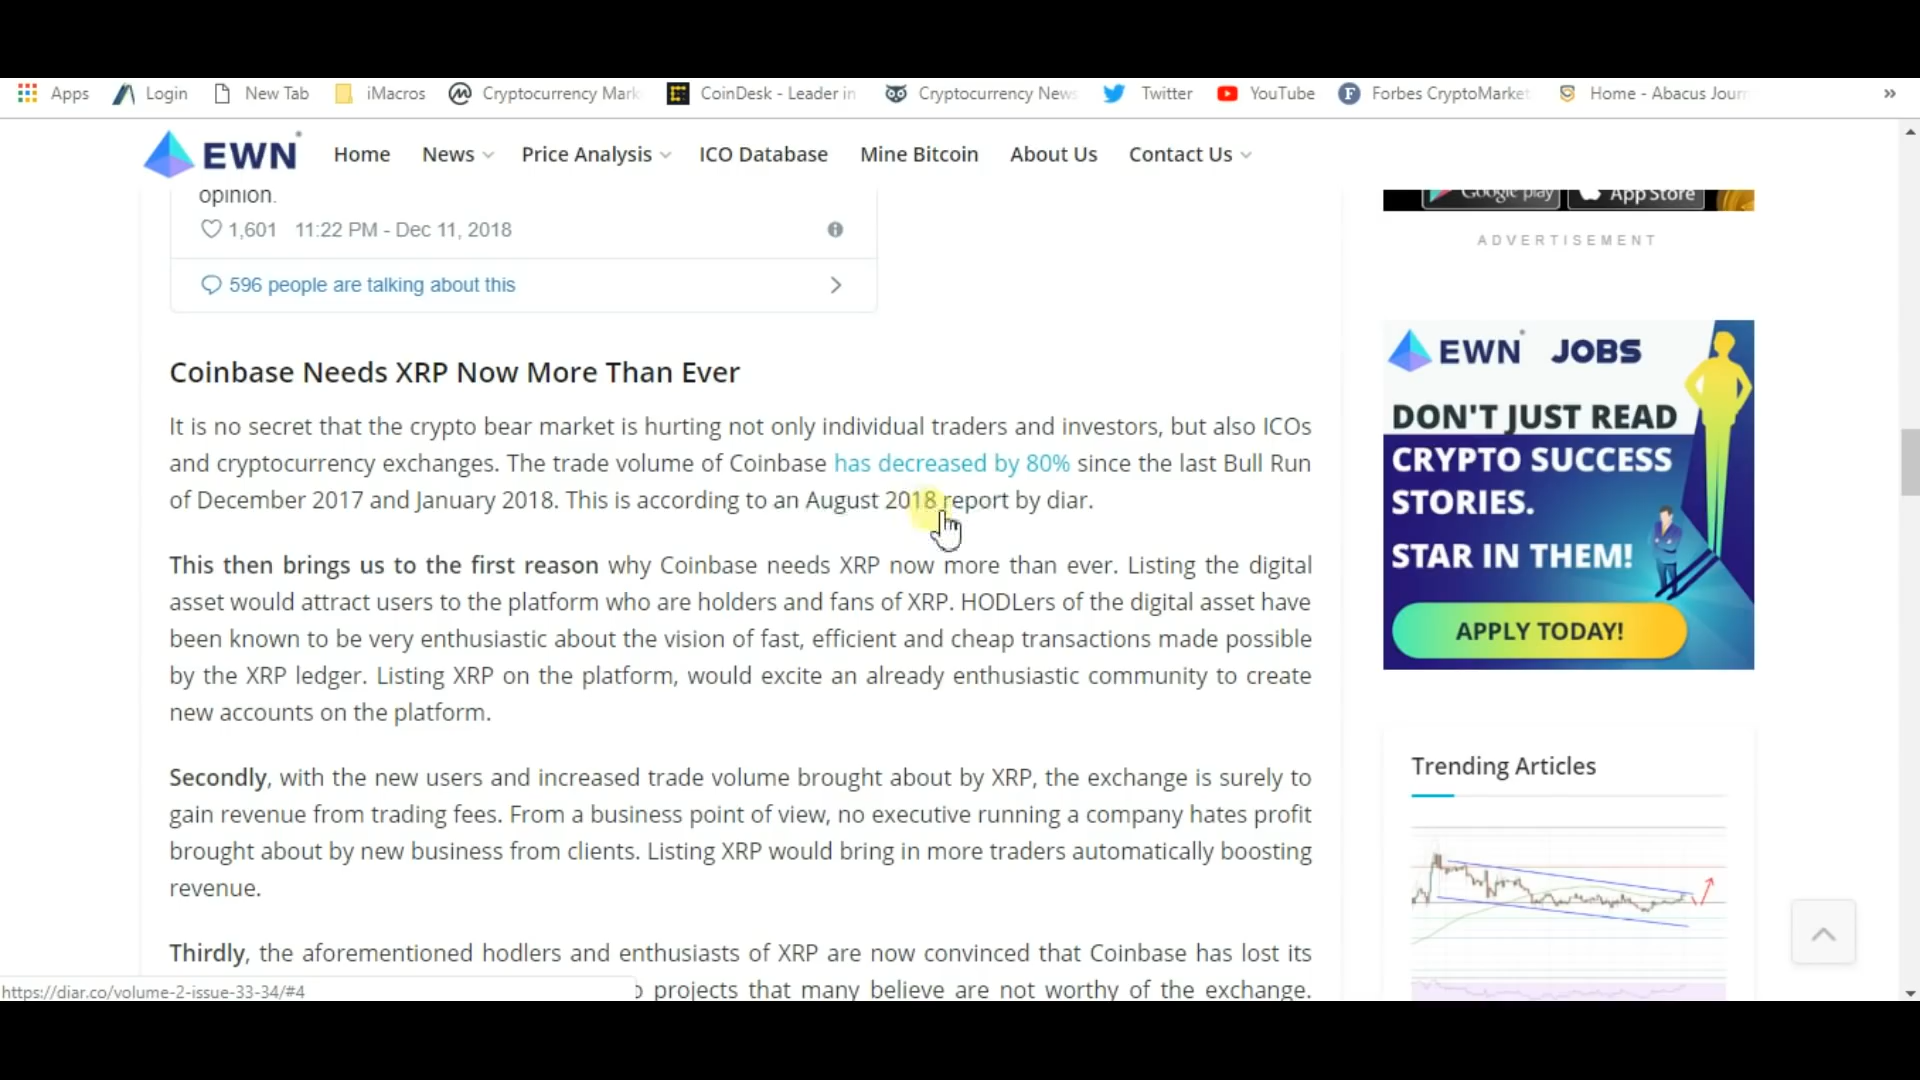 Apps Login New Tab iMacros Cryptocurrency Mark CoinDesk - Leader in Cryptocurrency News Twitter YouTube Forbes CryptoMarket Home - Abacus Jour »
EWN Home News Price Analysis ICO Database Mine Bitcoin About Us Contact Us
opinion.
1,601 11:22 PM - Dec 11, 2018
596 people are talking about this
Coinbase Needs XRP Now More Than Ever
It is no secret that the crypto bear market is hurting not only individual traders and investors, but also ICOs
and cryptocurrency exchanges. The trade volume of Coinbase has decreased by 80% since the last Bull Run
of December 2017 and January 2018. This is according to an August 2018 report by diar.
This then brings us to the first reason why Coinbase needs XRP now more than ever. Listing the digital
asset would attract users to the platform who are holders and fans of XRP. HODLers of the digital asset have
been known to be very enthusiastic about the vision of fast, efficient and cheap transactions made possible
by the XRP ledger. Listing XRP on the platform, would excite an already enthusiastic community to create
new accounts on the platform.
Secondly, with the new users and increased trade volume brought about by XRP, the exchange is surely to
gain revenue from trading fees. From a business point of view, no executive running a company hates profit
brought about by new business from clients. Listing XRP would bring in more traders automatically boosting
revenue.
Thirdly, the aforementioned hodlers and enthusiasts of XRP are now convinced that Coinbase has lost its
projects that many believe are not worthy of the exchange.
https://diar.co/volume-2-issue-33-34/#4
Google play App Store
ADVERTISEMENT
EWN JOBS
DON'T JUST READ
CRYPTO SUCCESS
STORIES.
STAR IN THEM!
APPLY TODAY!
Trending Articles